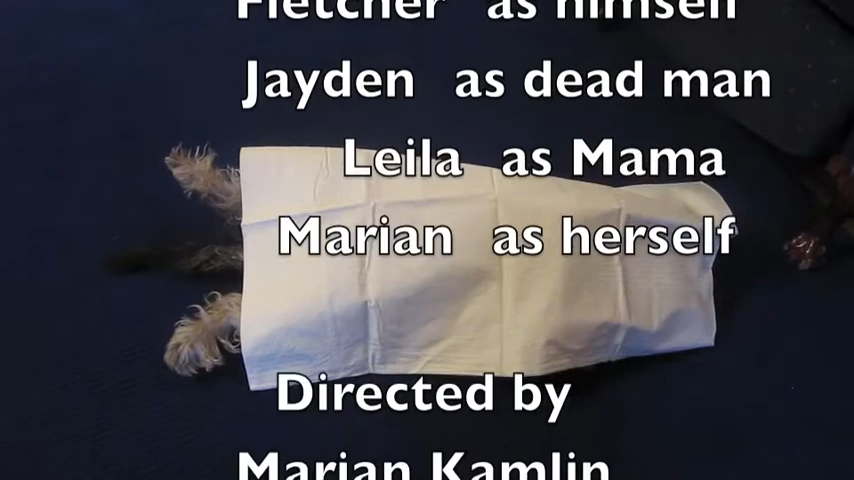 Fletcher as himself
Jayden as dead man
Leila as Mama
Marian as herself
Directed by
Marian Kamlin